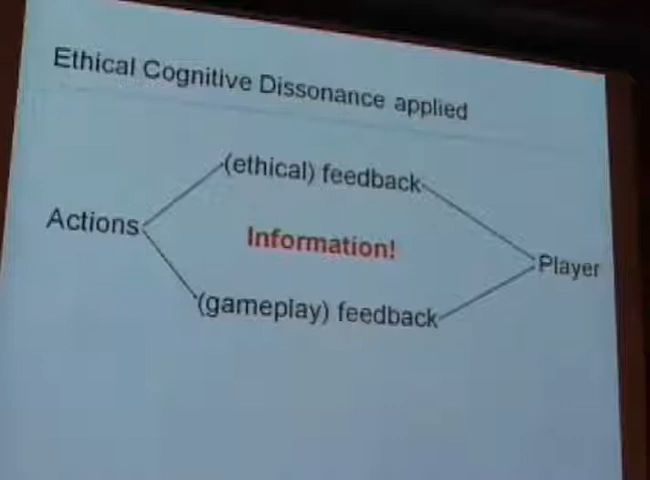 Ethical Cognitive Dissonance applied
(ethical) feedback
Actions
Information!
Player
(gameplay) feedback